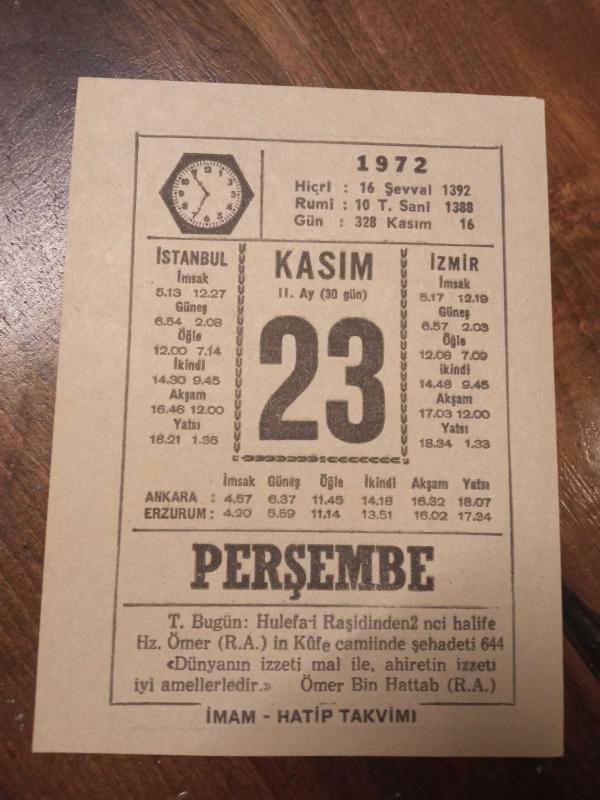 1972
Hiçrî : 16 Şevval 1392
Rumî : 10 T. Sani 1388
Gün : 328 Kasım 16
İSTANBUL
İmsak
5.13 12.27
Güneş
6.54 2.08
Öğle
12.00 7.14
İkindi
14.30 9.45
Akşam
16.46 12.00
Yatsı
18.21 1.36
KASIM
11. Ay (30 gün)
23
İZMİR
İmsak
5.17 12.19
Güneş
6.57 2.03
Öğle
12.08 7.09
ikindi
14.48 9.45
Akşam
17.03 12.00
Yatsı
18.34 1.33
İmsak Güneş Öğle İkindi Akşam Yatsı
ANKARA : 4.57 6.37 11.45 14.18 16.32 18.07
ERZURUM : 4.20 5.59 11.14 13.51 16.02 17.34
PERŞEMBE
T. Bugün: Hulefa-i Raşidinden2 nci halife
Hz. Ömer (R.A.) in Kûfe camiinde şehadeti 644
«Dünyanın izzeti mal ile, ahiretin izzeti
iyi amellerledir.» Ömer Bin Hattab (R.A.)
İMAM - HATİP TAKVİMİ